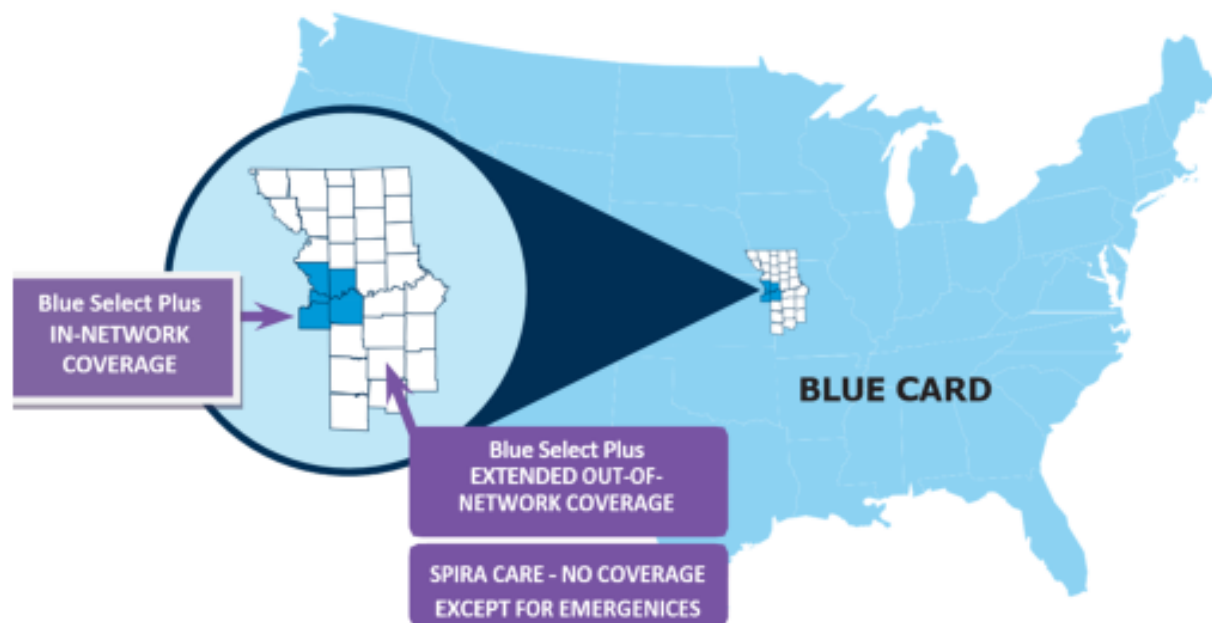 Blue Select Plus
IN-NETWORK
COVERAGE
BLUE CARD
Blue Select Plus
EXTENDED OUT-OF-
NETWORK COVERAGE
SPIRA CARE - NO COVERAGE
EXCEPT FOR EMERGENICES